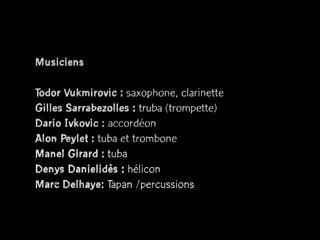 Musiciens
Todor Vukmirovic : saxophone, clarinette
Gilles Sarrabezolles : truba (trompette)
Dario Ivkovic : accordéon
Alon Peylet : tuba et trombone
Manel Girard : tuba
Denys Danielidès : hélicon
Marc Delhaye: Tapan /percussions